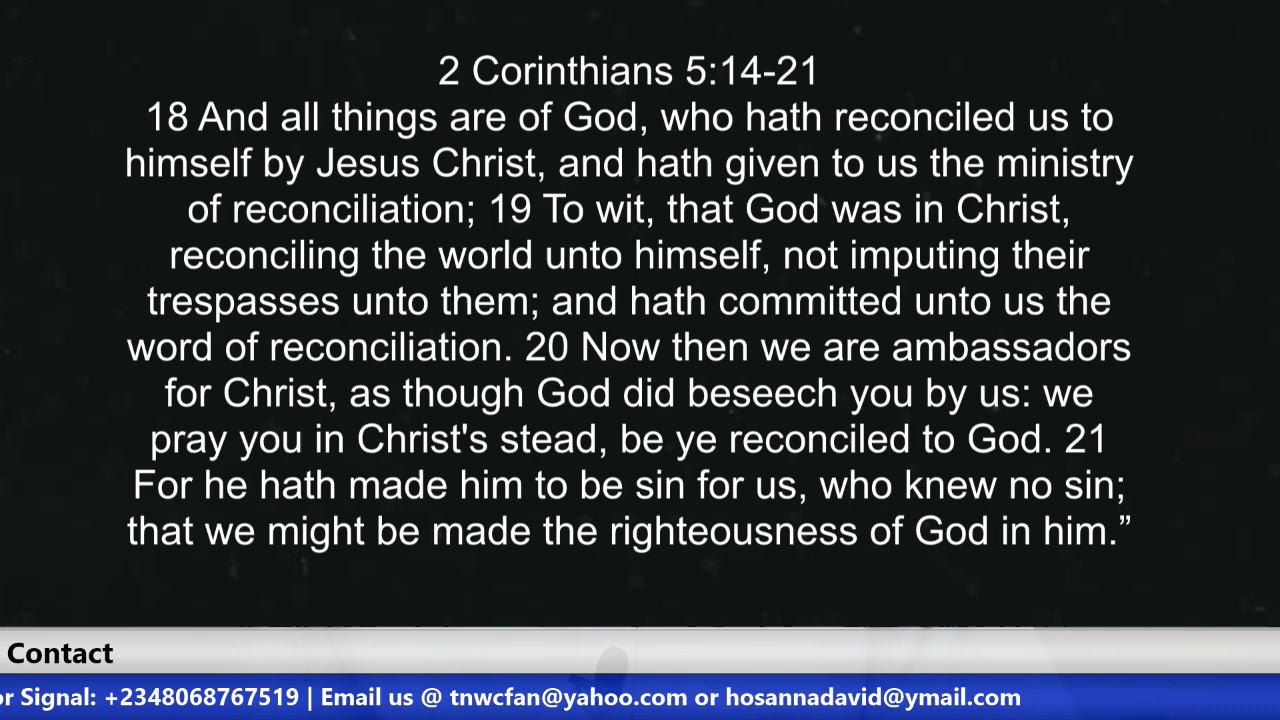 2 Corinthians 5:14-21
18 And all things are of God, who hath reconciled us to
himself by Jesus Christ, and hath given to us the ministry
of reconciliation; 19 To wit, that God was in Christ,
reconciling the world unto himself, not imputing their
trespasses unto them; and hath committed unto us the
word of reconciliation. 20 Now then we are ambassadors
for Christ, as though God did beseech you by us: we
pray you in Christ's stead, be ye reconciled to God. 21
For he hath made him to be sin for us, who knew no sin;
that we might be made the righteousness of God in him.”
Contact
Signal: +2348068767519 | Email us @ tnwcfan@yahoo.com or hosannadavid@ymail.com